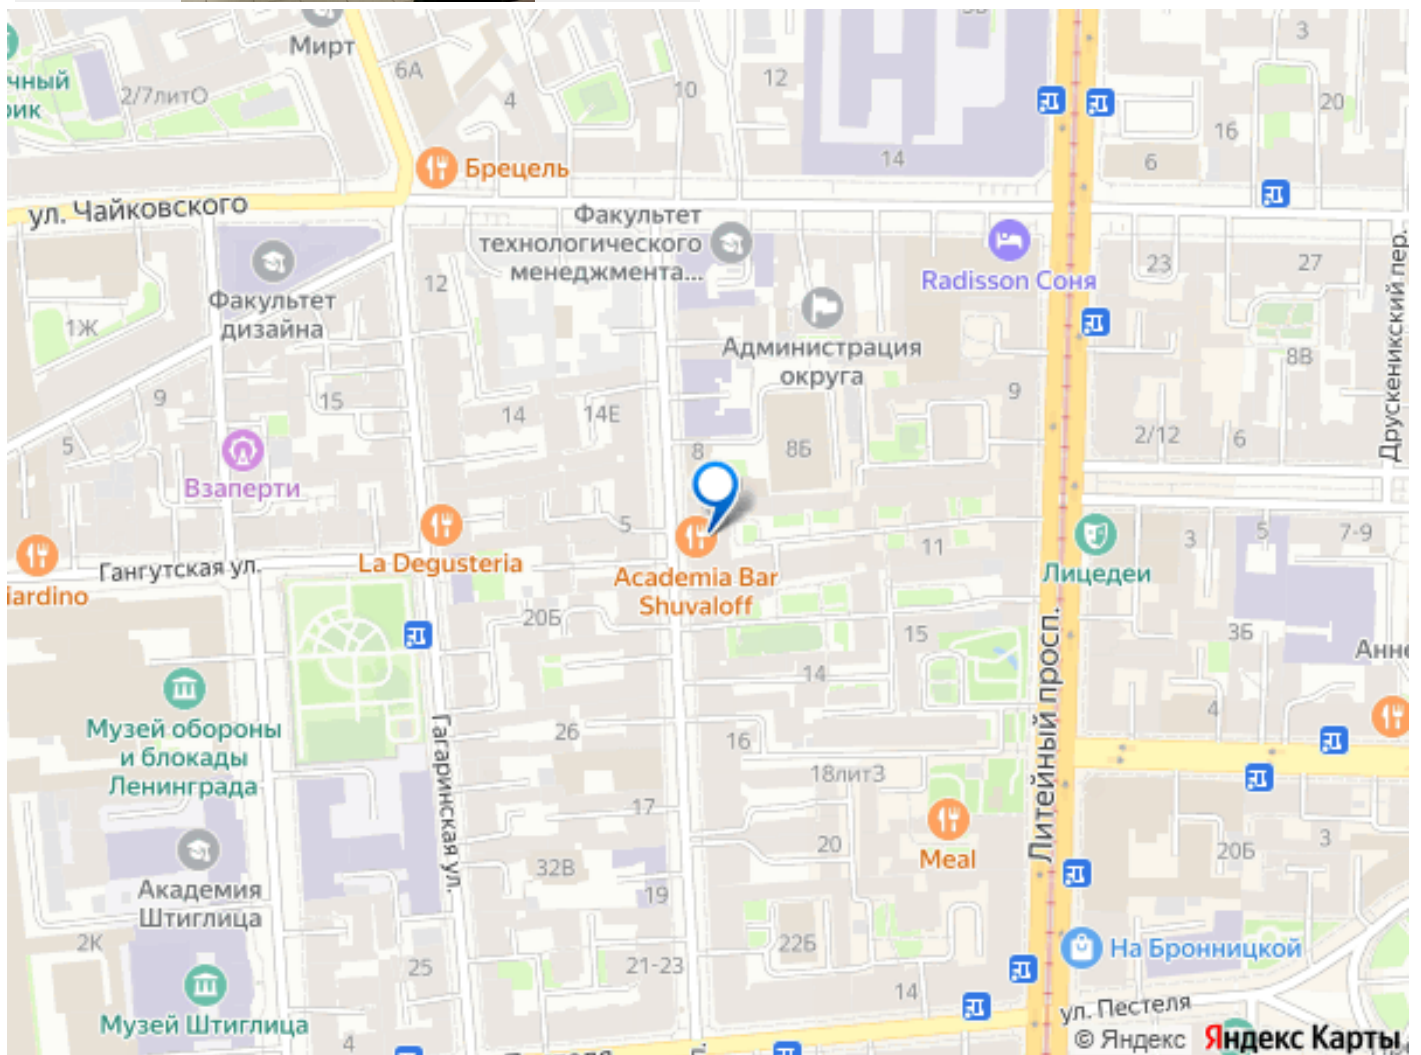 Мирт
3
6А
12
10
чный
рик
2/7литО
4
20
16
14
6
Брецель
ул. Чайковского
Факультет
технологического
менеджмента...
Radisson Соня
23
27
Друскеникский пер.
12
Факультет
дизайна
1Ж
Администрация
округа
8В
9
15
14
14Е
9
2/12
6
5
8
8Б
Взаперти
5
La Degusteria
Гангутская ул.
iardino
Academia Bar
Shuvaloff
11
3
5
7-9
Лицедеи
20Б
15
3Б
Анне
14
Литейный просп.
4
Музей обороны
и блокады
Ленинграда
Гагаринская ул.
26
16
18литЗ
17
Meal
20
20Б
3
32В
19
Академия
Штиглица
2К
22Б
На Бронницкой
25
21-23
14
ул. Пестеля
Музей Штиглица
4
© Яндекс Яндекс Карты